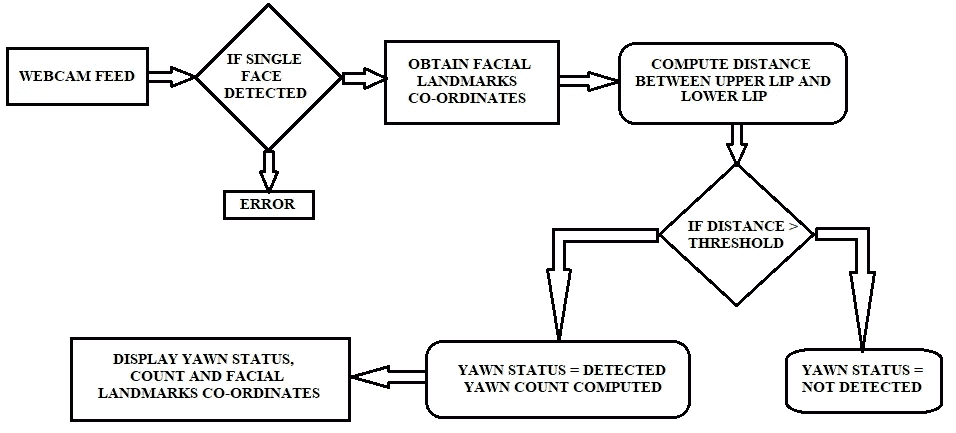 WEBCAM FEED
IF SINGLE
FACE
DETECTED
ERROR
OBTAIN FACIAL
LANDMARKS
CO-ORDINATES
COMPUTE DISTANCE
BETWEEN UPPER LIP AND
LOWER LIP
IF DISTANCE >
THRESHOLD
YAWN STATUS = DETECTED
YAWN COUNT COMPUTED
YAWN STATUS =
NOT DETECTED
DISPLAY YAWN STATUS,
COUNT AND FACIAL
LANDMARKS CO-ORDINATES